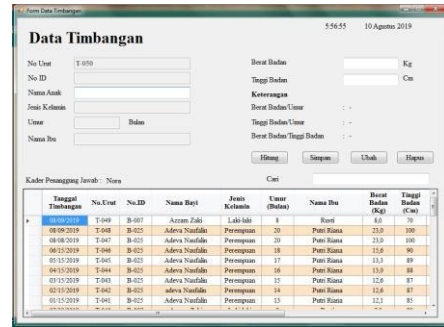 Form Data Timbangan
5:56:55 10 Agustus 2019
Data Timbangan
No Urut T-050
No ID
Nama Anak
Jenis Kelamin
Umur Bulan
Nama Ibu
Berat Badan Kg
Tinggi Badan Cm
Keterangan
Berat Badan/Umur : -
Tinggi Badan/Umur : -
Berat Badan/Tinggi Badan : -
Hitung Simpan Ubah Hapus
Kader Penanggung Jawab : Nora
Cari
Tanggal Timbangan No.Urut No.ID Nama Bayi Jenis Kelamin Umur (Bulan) Nama Ibu Berat Badan (Kg) Tinggi Badan (Cm)
08/09/2019 T-049 B-007 Azzam Zaki Laki-laki 8 Risti 8,0 70
08/09/2019 T-048 B-025 Adeva Naufalin Perempuan 20 Putri Riana 23,0 100
08/08/2019 T-047 B-025 Adeva Naufalin Perempuan 20 Putri Riana 23,0 100
06/15/2019 T-046 B-025 Adeva Naufalin Perempuan 18 Putri Riana 15,6 90
05/15/2019 T-045 B-025 Adeva Naufalin Perempuan 17 Putri Riana 13,3 89
04/15/2019 T-044 B-025 Adeva Naufalin Perempuan 16 Putri Riana 13,0 88
03/15/2019 T-043 B-025 Adeva Naufalin Perempuan 15 Putri Riana 12,6 87
02/15/2019 T-042 B-025 adeva Naufalin Perempuan 14 Putri Riana 12,6 87
01/15/2019 T-041 B-025 Adeva Naufalin Perempuan 13 Putri Riana 12,1 85